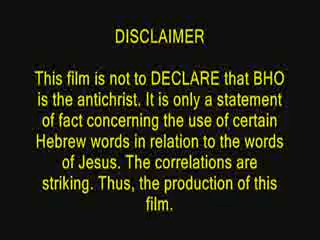 DISCLAIMER
This film is not to DECLARE that BHO
is the antichrist. It is only a statement
of fact concerning the use of certain
Hebrew words in relation to the words
of Jesus. The correlations are
striking. Thus, the production of this
film.